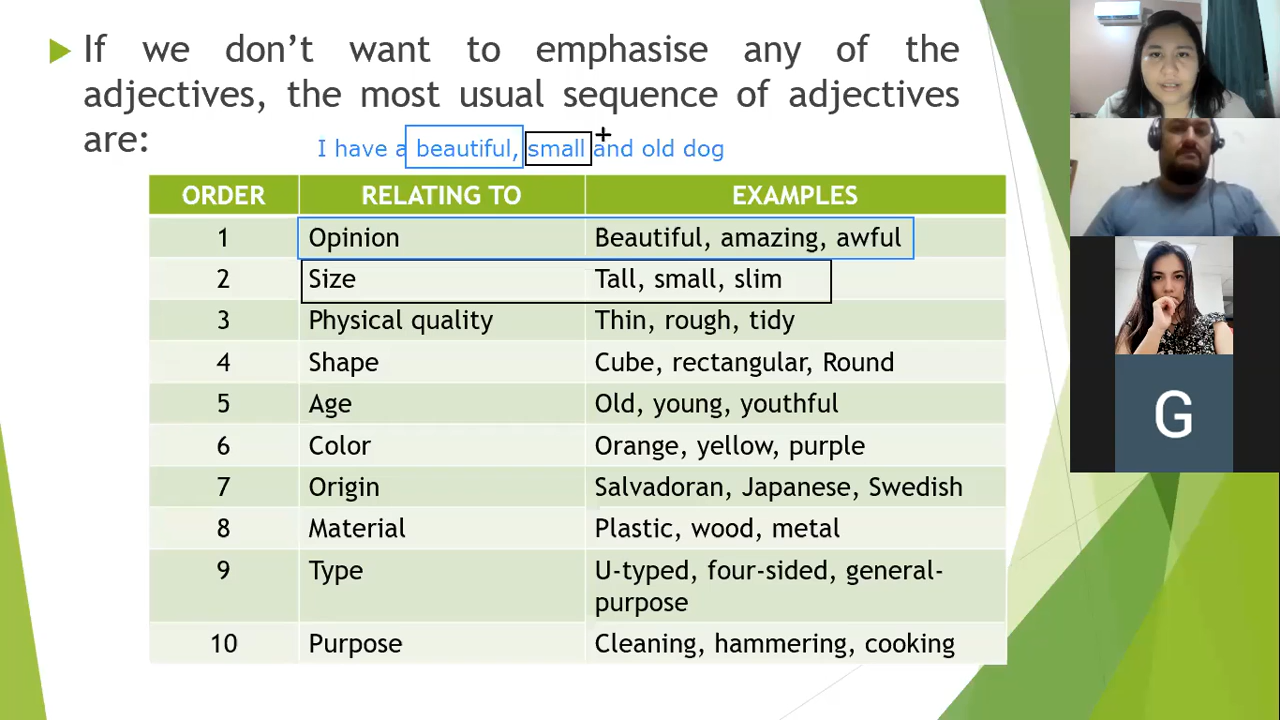 If we don't want to emphasise any of the
adjectives, the most usual sequence of adjectives
are:
I have a beautiful, small and old dog
ORDER RELATING TO EXAMPLES
1 Opinion Beautiful, amazing, awful
2 Size Tall, small, slim
3 Physical quality Thin, rough, tidy
4 Shape Cube, rectangular, Round
5 Age Old, young, youthful
6 Color Orange, yellow, purple
7 Origin Salvadoran, Japanese, Swedish
8 Material Plastic, wood, metal
9 Type U-typed, four-sided, general-
purpose
10 Purpose Cleaning, hammering, cooking
G